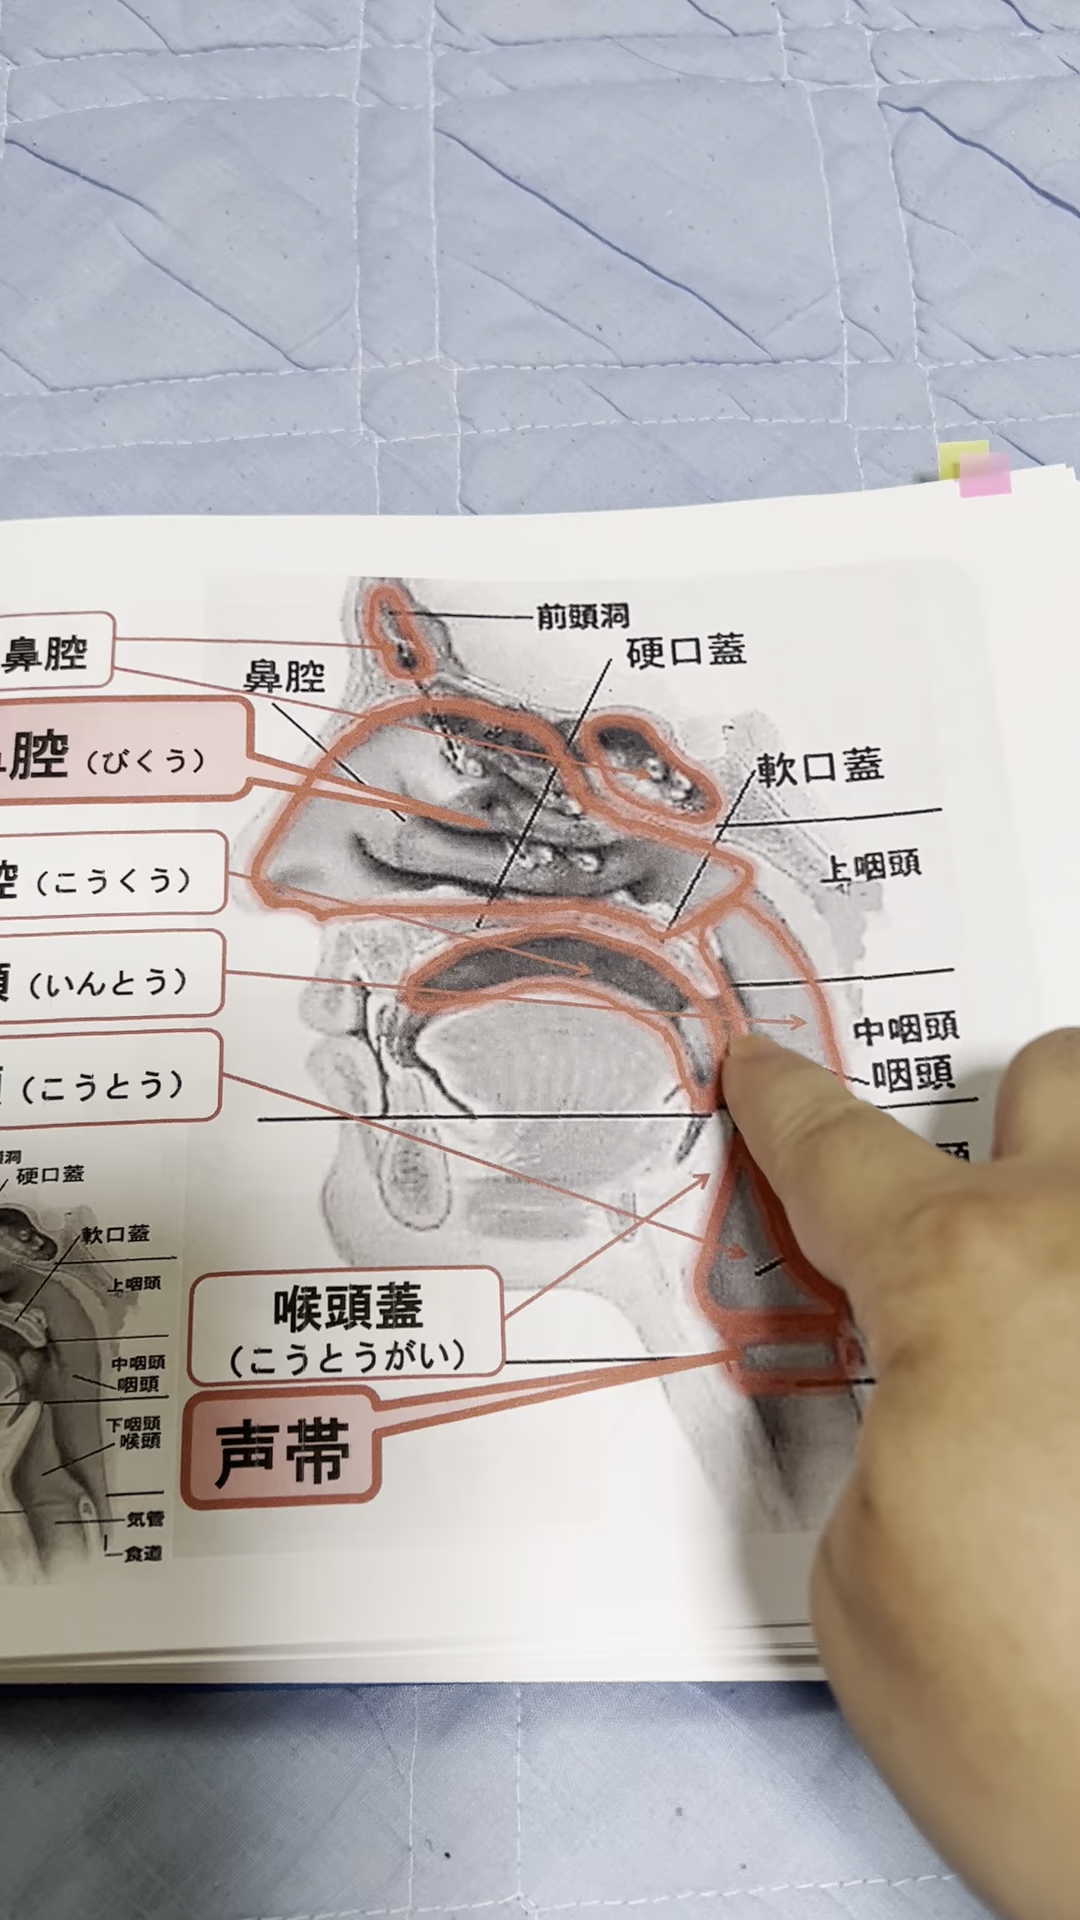 前頭洞
硬口蓋
鼻腔
鼻腔
腔（びくう）
軟口蓋
上咽頭
（こうくう）
（いんとう）
中咽頭
咽頭
（こうとう）
硬口蓋
軟口蓋
上咽頭
中咽頭
咽頭
下咽頭
喉頭
気管
食道
喉頭蓋
（こうとうがい）
声帯